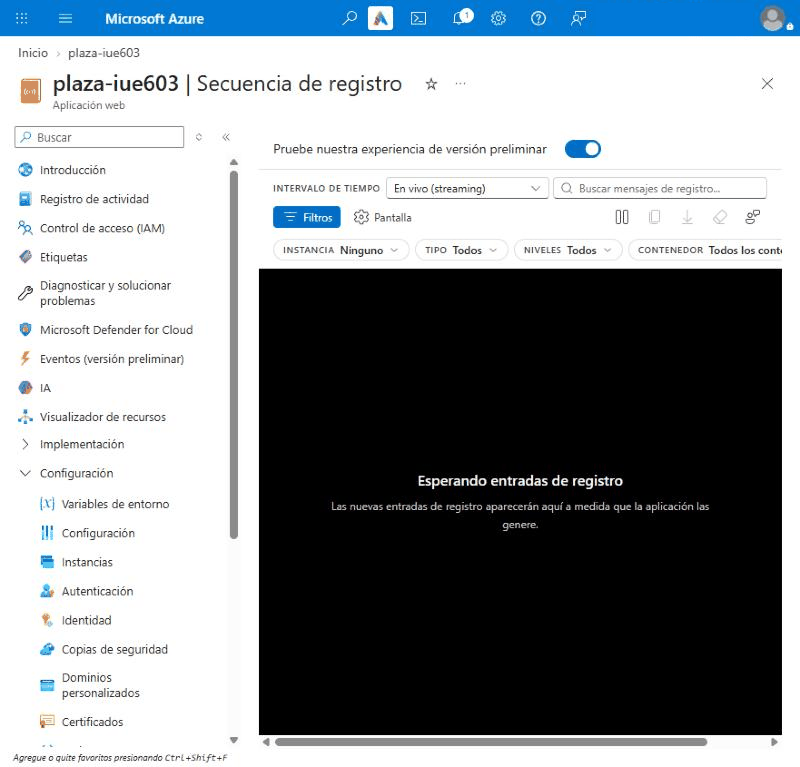 Microsoft Azure
1
Inicio > plaza-iue603
plaza-iue603 | Secuencia de registro
Aplicación web
Buscar
Introducción
Registro de actividad
Control de acceso (IAM)
Etiquetas
Diagnosticar y solucionar
problemas
Microsoft Defender for Cloud
Eventos (versión preliminar)
IA
Visualizador de recursos
Implementación
Configuración
Variables de entorno
Configuración
Instancias
Autenticación
Identidad
Copias de seguridad
Dominios
personalizados
Certificados
Pruebe nuestra experiencia de versión preliminar
INTERVALO DE TIEMPO En vivo (streaming) Buscar mensajes de registro...
Filtros Pantalla
INSTANCIA Ninguno TIPO Todos NIVELES Todos CONTENEDOR Todos los conte
Esperando entradas de registro
Las nuevas entradas de registro aparecerán aquí a medida que la aplicación las
genere.
Agregue o quite favoritos presionando Ctrl+Shift+F